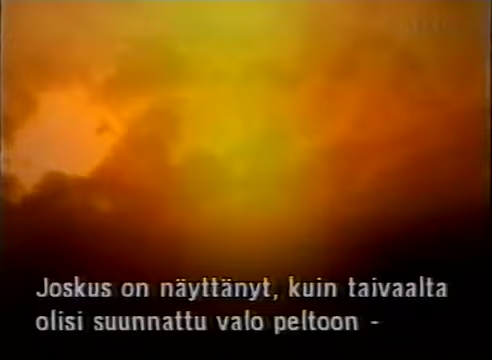 Joskus on näyttänyt, kuin taivaalta
olisi suunnattu valo peltoon -